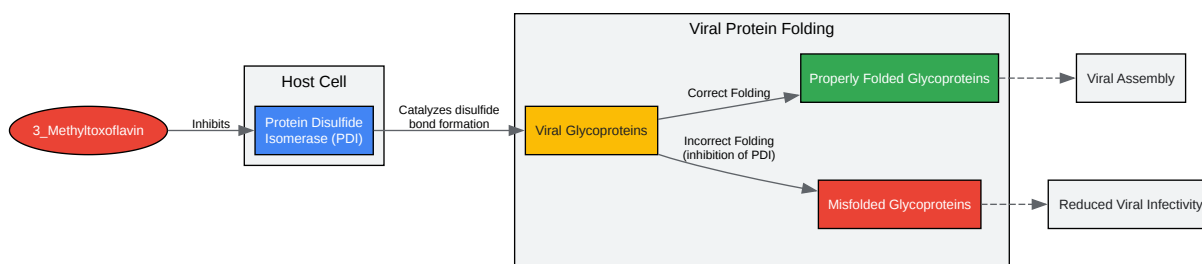 Viral Protein Folding
Host Cell
3_Methyltoxoflavin
Inhibits
Protein Disulfide
Isomerase (PDI)
Catalyzes disulfide
bond formation
Viral Glycoproteins
Correct Folding
Properly Folded Glycoproteins
Viral Assembly
Incorrect Folding
(inhibition of PDI)
Misfolded Glycoproteins
Reduced Viral Infectivity